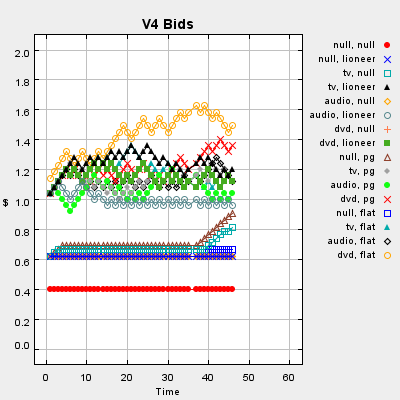 V4 Bids
2.0
1.8
1.6
1.4
1.2
1.0
0.8
0.6
0.4
0.2
0.0
$
0
10
20
30
40
50
60
Time
null, null
null, lioneer
tv, null
tv, lioneer
audio, null
audio, lioneer
dvd, null
dvd, lioneer
null, pg
tv, pg
audio, pg
dvd, pg
null, flat
tv, flat
audio, flat
dvd, flat